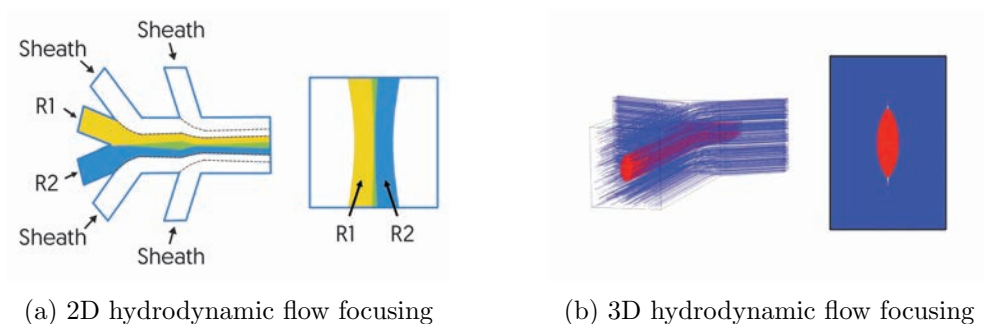 Sheath
Sheath
R1
R2
Sheath
Sheath
R1 R2
(a) 2D hydrodynamic flow focusing
(b) 3D hydrodynamic flow focusing